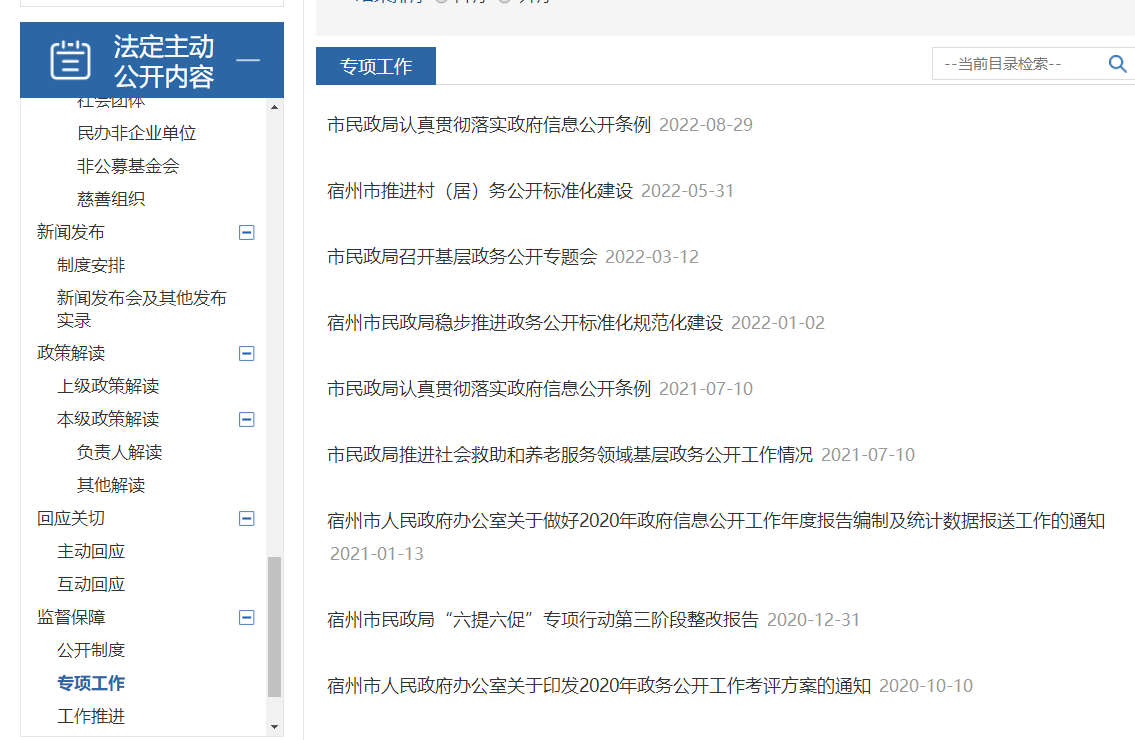 法定主动
公开内容
社会团体
民办非企业单位
非公募基金会
慈善组织
新闻发布
制度安排
新闻发布会及其他发布
实录
政策解读
上级政策解读
本级政策解读
负责人解读
其他解读
回应关切
主动回应
互动回应
监督保障
公开制度
专项工作
工作推进
专项工作
--当前目录检索--
市民政局认真贯彻落实政府信息公开条例 2022-08-29
宿州市推进村（居）务公开标准化建设 2022-05-31
市民政局召开基层政务公开专题会 2022-03-12
宿州市民政局稳步推进政务公开标准化规范化建设 2022-01-02
市民政局认真贯彻落实政府信息公开条例 2021-07-10
市民政局推进社会救助和养老服务领域基层政务公开工作情况 2021-07-10
宿州市人民政府办公室关于做好2020年政府信息公开工作年度报告编制及统计数据报送工作的通知
2021-01-13
宿州市民政局“六提六促”专项行动第三阶段整改报告 2020-12-31
宿州市人民政府办公室关于印发2020年政务公开工作考评方案的通知 2020-10-10